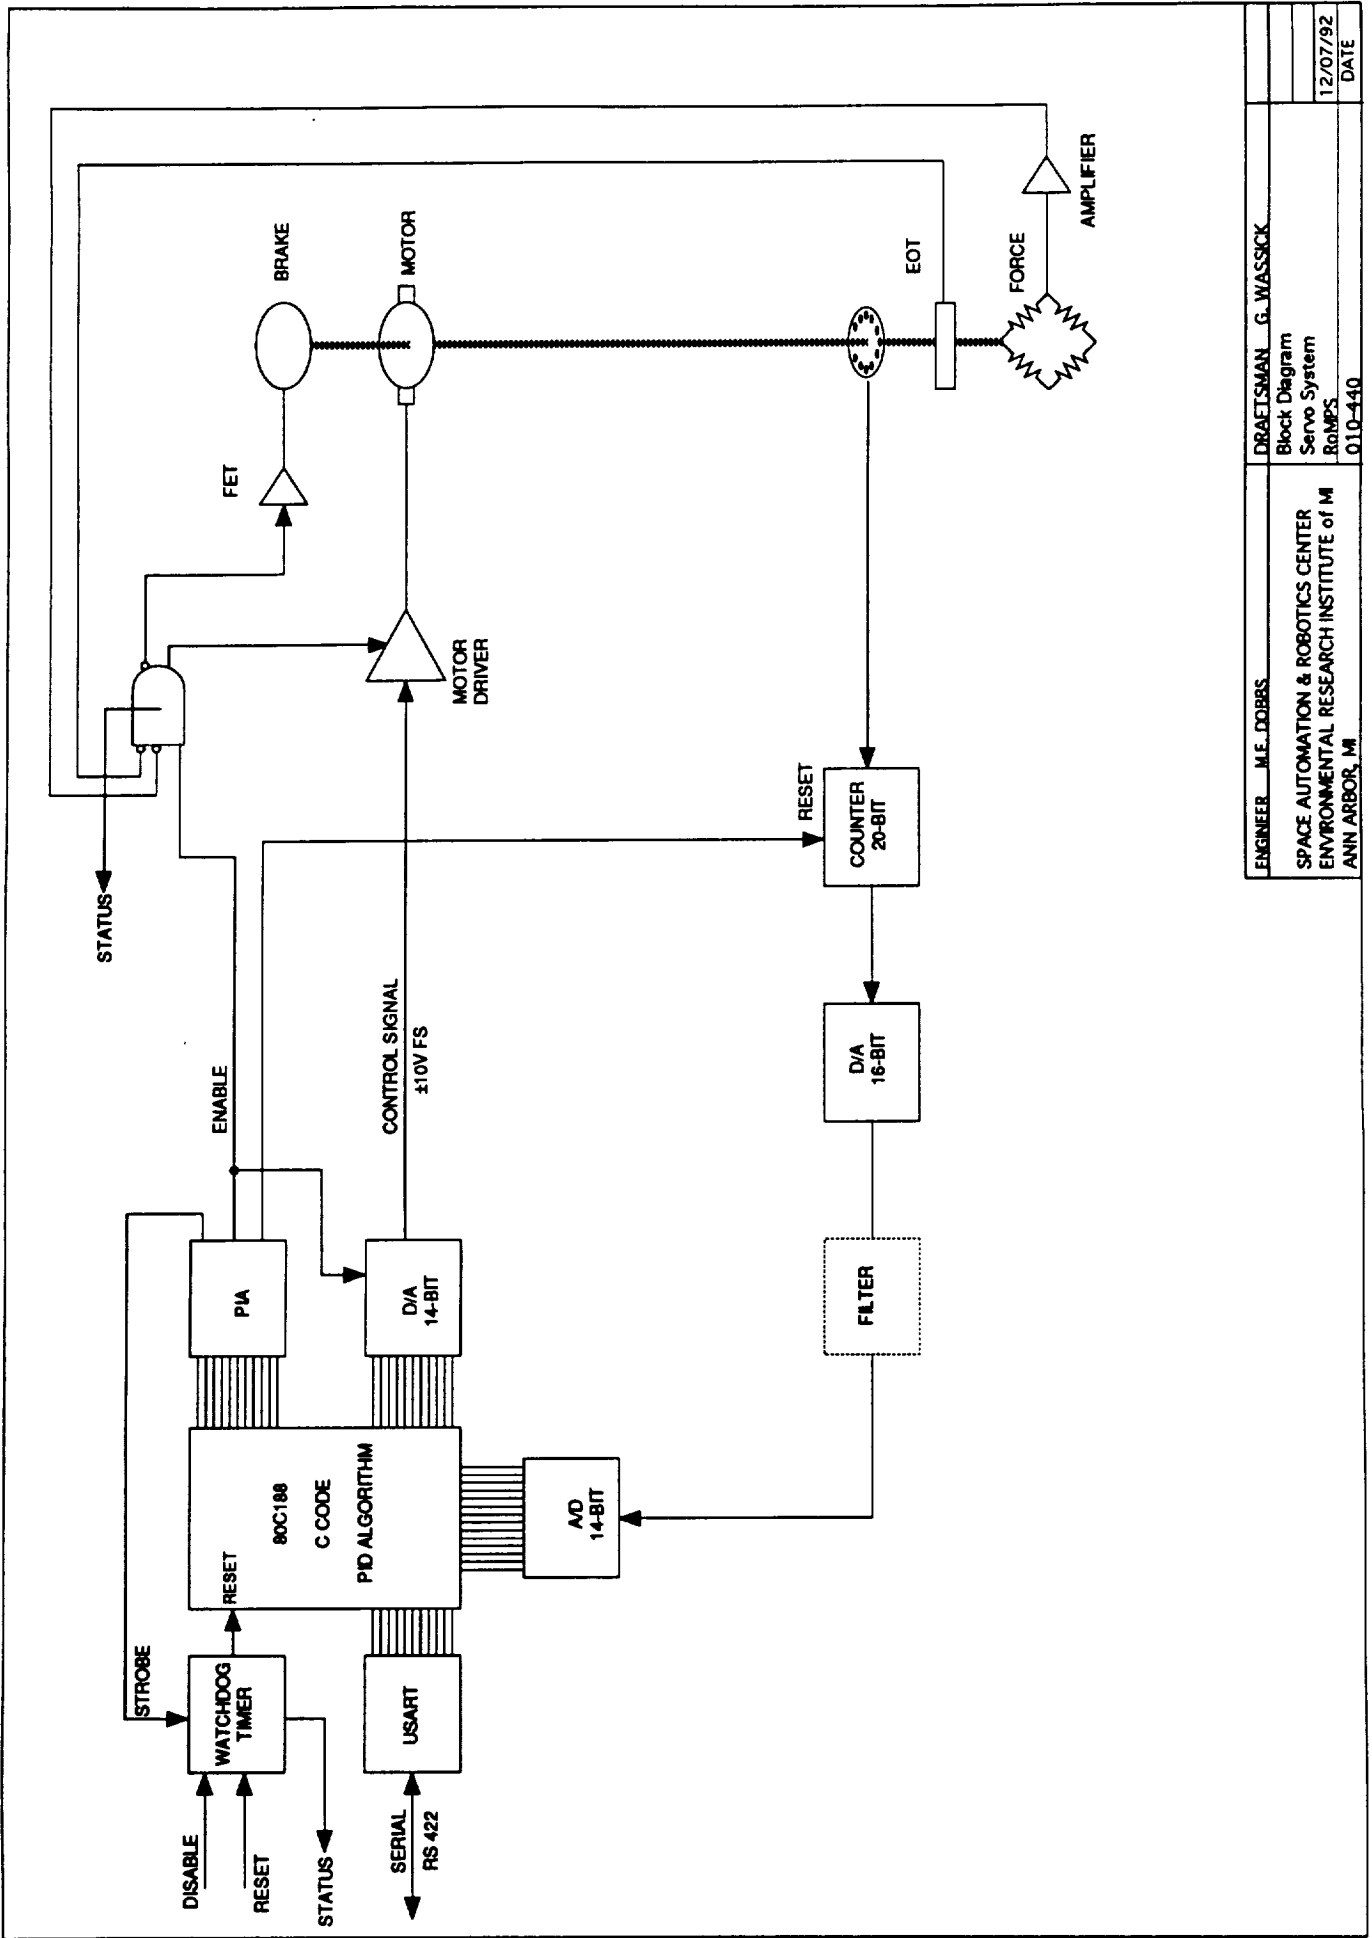 STROBE
DISABLE
RESET
WATCHDOG
TIMER
STATUS
RESET
80C188
C CODE
PID ALGORITHM
SERIAL
RS 422
USART
PIA
D/A
14-BIT
A/D
14-BIT
ENABLE
CONTROL SIGNAL
±10V FS
STATUS
FET
BRAKE
MOTOR
DRIVER
MOTOR
FILTER
D/A
16-BIT
RESET
COUNTER
20-BIT
EOT
FORCE
AMPLIFIER
ENGINEER M.E. DOBBS
DRAFTSMAN G. WASSICK
SPACE AUTOMATION & ROBOTICS CENTER
ENVIRONMENTAL RESEARCH INSTITUTE of MI
ANN ARBOR, MI
Block Diagram
Servo System
RoMPS
010-440
12/07/92
DATE